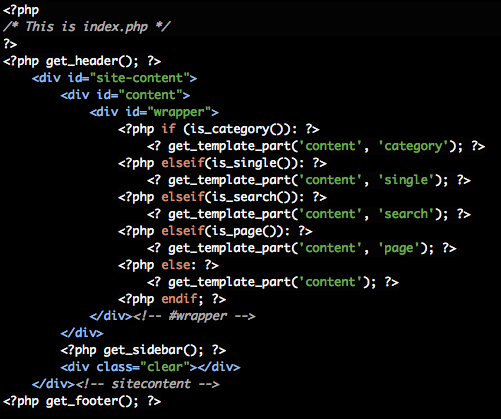 <?php
/* This is index.php */
?>
<?php get_header(); ?>
    <div id="site-content">
        <div id="content">
            <div id="wrapper">
                <?php if (is_category()): ?>
                    <? get_template_part('content', 'category'); ?>
                <?php elseif(is_single()): ?>
                    <? get_template_part('content', 'single'); ?>
                <?php elseif(is_search()): ?>
                    <? get_template_part('content', 'search'); ?>
                <?php elseif(is_page()): ?>
                    <? get_template_part('content', 'page'); ?>
                <?php else: ?>
                    <? get_template_part('content'); ?>
                <?php endif; ?>
            </div><!-- #wrapper -->
        </div>
        <?php get_sidebar(); ?>
        <div class="clear"></div>
    </div><!-- sitecontent -->
<?php get_footer(); ?>